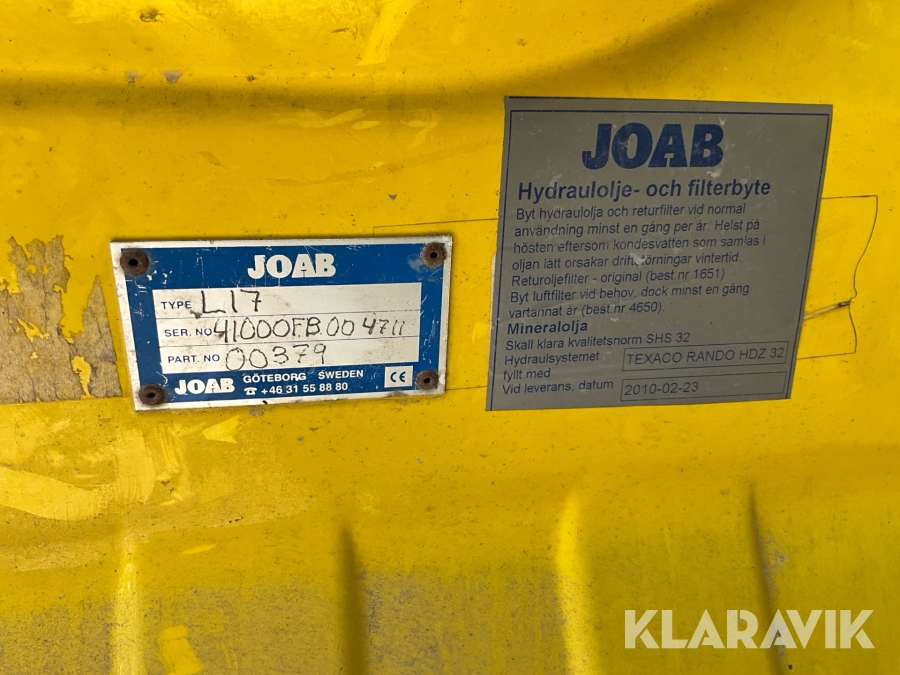 JOAB
TYPE L17
SER. NO 41000FB00 4711
PART. NO 00379
JOAB GÖTEBORG SWEDEN
☎ +46 31 55 88 80
CE
JOAB
Hydraulolje- och filterbyte
Byt hydraulolja och returfilter vid normal
användning minst en gång per år. Helst på
hösten eftersom kondesvatten som samlas i
oljan lätt orsakar driftstörningar vintertid.
Returoljefilter - original (best.nr 1651)
Byt luftfilter vid behov, dock minst en gång
vartannat år (best.nr 4650).
Mineralolja
Skall klara kvalitetsnorm SHS 32
Hydraulsystemet
fyllt med TEXACO RANDO HDZ 32
Vid leverans, datum 2010-02-23
KLARAVIK